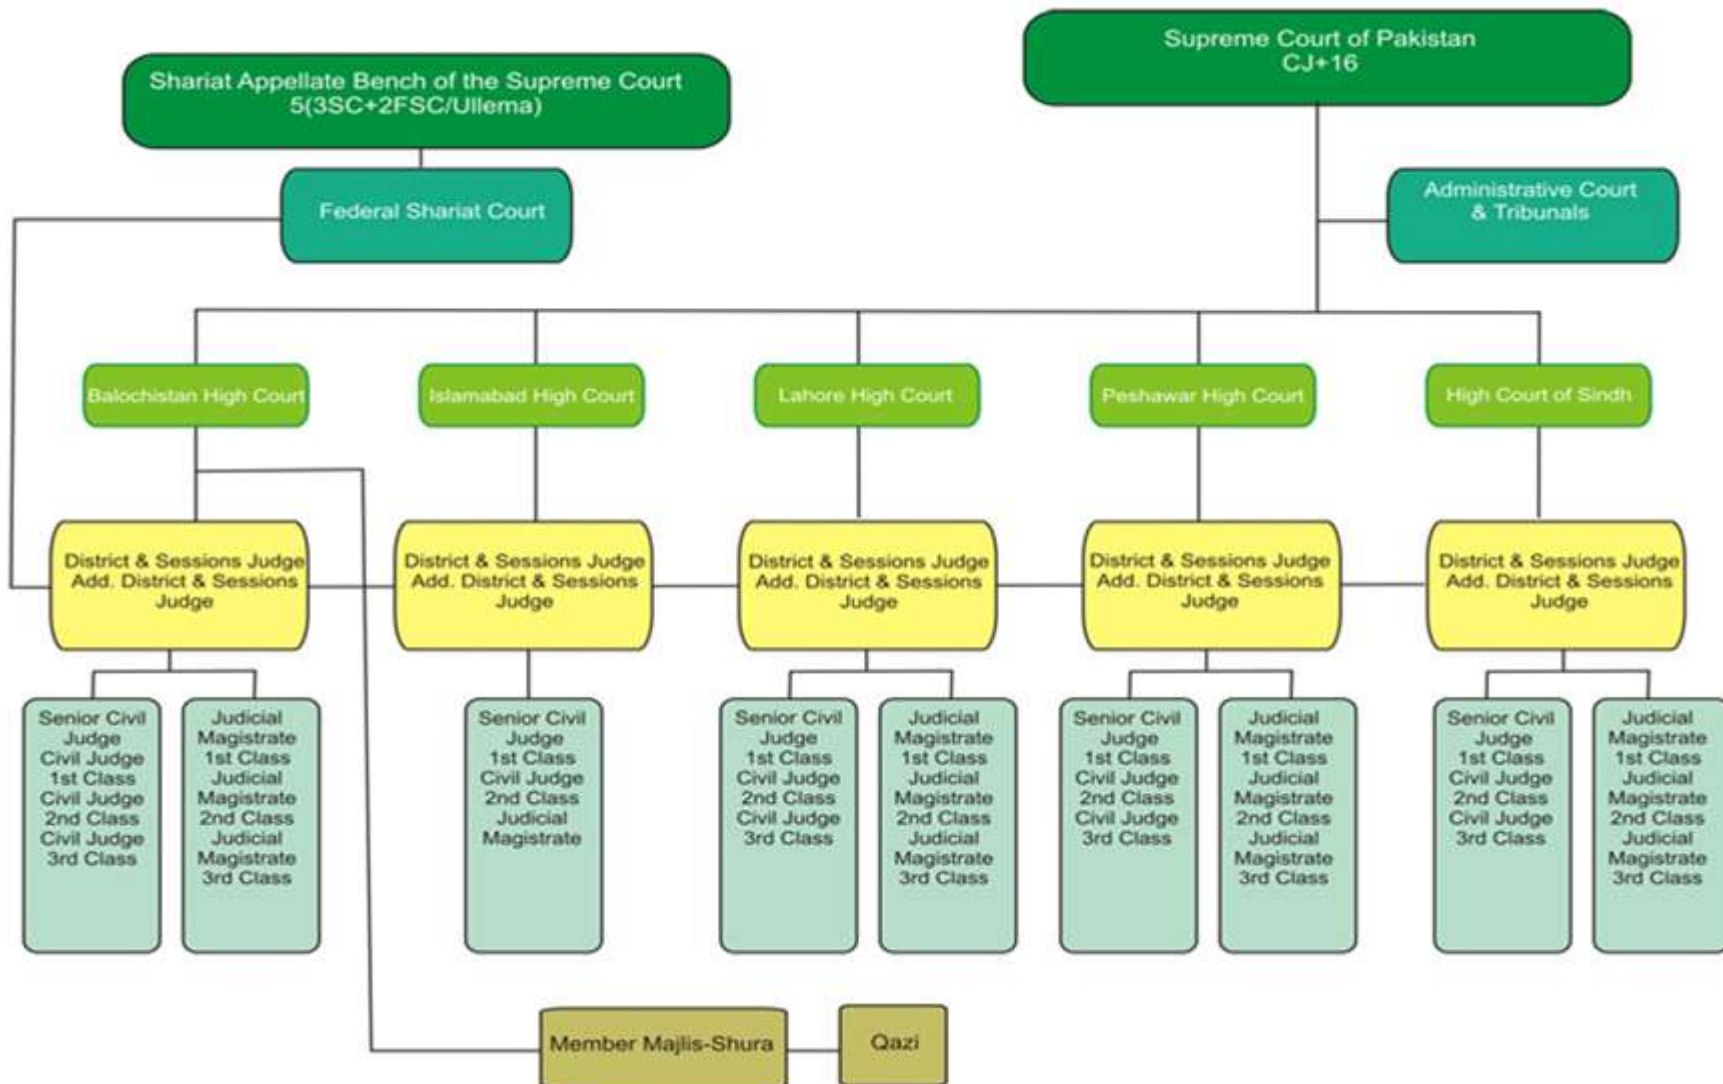 Supreme Court of Pakistan
CJ+16
Shariat Appellate Bench of the Supreme Court
5(3SC+2FSC/Ullema)
Federal Shariat Court
Administrative Court
& Tribunals
Balochistan High Court
Islamabad High Court
Lahore High Court
Peshawar High Court
High Court of Sindh
District & Sessions Judge
Add. District & Sessions
Judge
District & Sessions Judge
Add. District & Sessions
Judge
District & Sessions Judge
Add. District & Sessions
Judge
District & Sessions Judge
Add. District & Sessions
Judge
District & Sessions Judge
Add. District & Sessions
Judge
Senior Civil
Judge
Civil Judge
1st Class
Civil Judge
2nd Class
Civil Judge
3rd Class
Judicial
Magistrate
1st Class
Judicial
Magistrate
2nd Class
Judicial
Magistrate
3rd Class
Senior Civil
Judge
1st Class
Civil Judge
2nd Class
Judicial
Magistrate
Senior Civil
Judge
1st Class
Civil Judge
2nd Class
Civil Judge
3rd Class
Judicial
Magistrate
1st Class
Judicial
Magistrate
2nd Class
Judicial
Magistrate
3rd Class
Senior Civil
Judge
1st Class
Civil Judge
2nd Class
Civil Judge
3rd Class
Judicial
Magistrate
1st Class
Judicial
Magistrate
2nd Class
Judicial
Magistrate
3rd Class
Senior Civil
Judge
1st Class
Civil Judge
2nd Class
Civil Judge
3rd Class
Judicial
Magistrate
1st Class
Judicial
Magistrate
2nd Class
Judicial
Magistrate
3rd Class
Member Majlis-Shura
Qazi